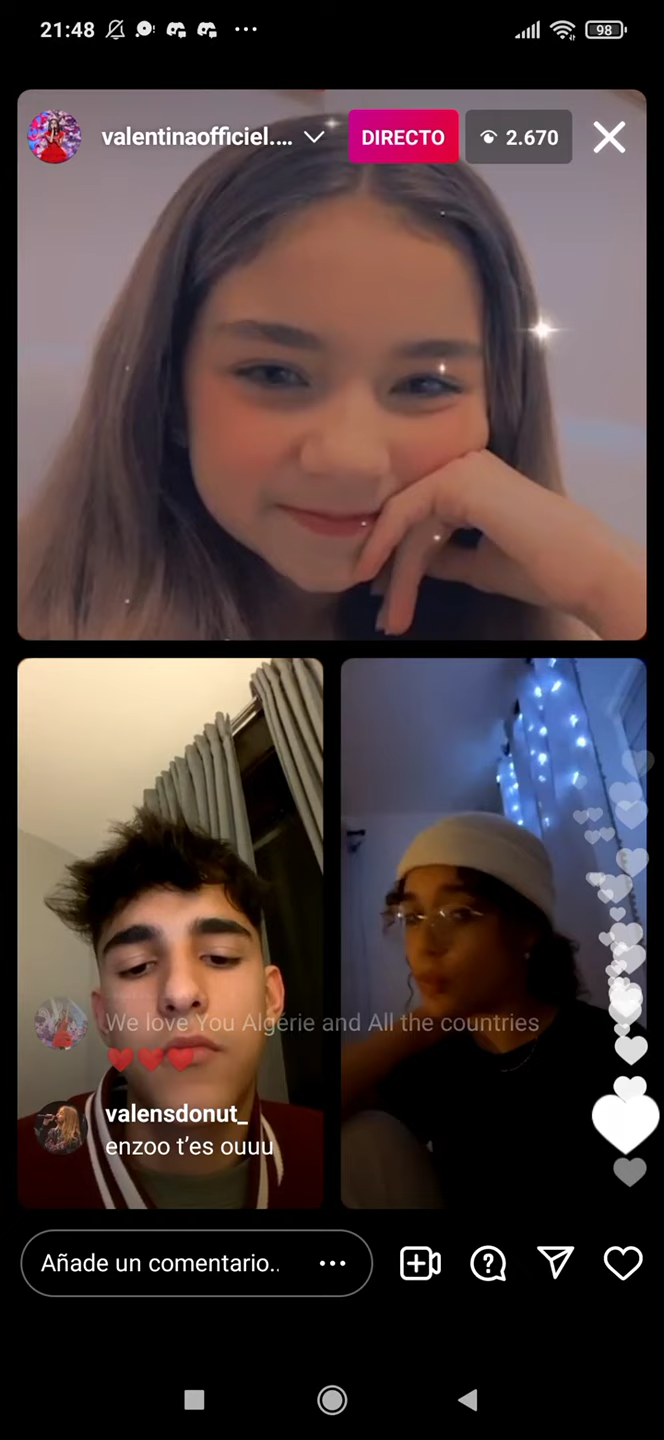 21:48
98
valentinaofficiel....
DIRECTO
2.670
We love You Algérie and All the countries
❤️ ❤️ ❤️
valensdonut_
enzoo t’es ouuu
Añade un comentario..